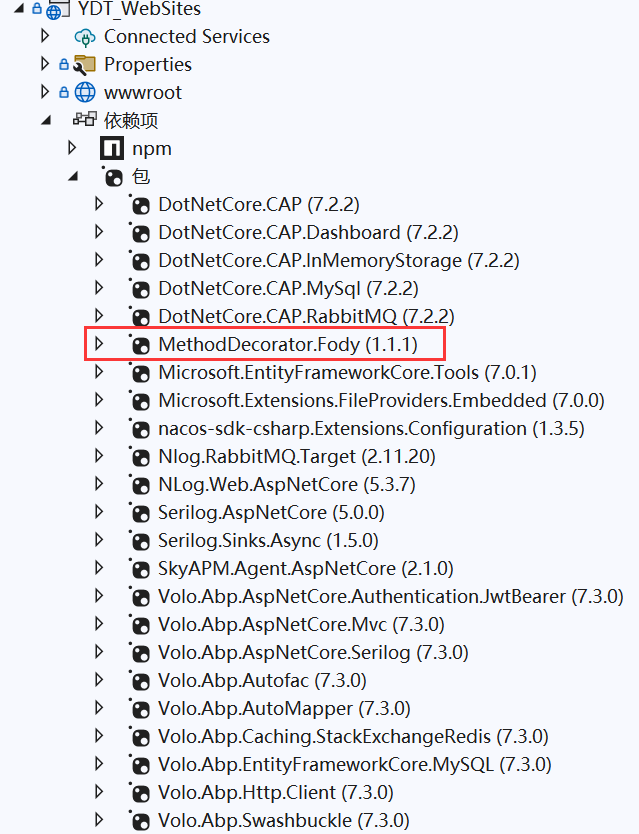 YDT_WebSites
Connected Services
Properties
wwwroot
依赖项
npm
包
DotNetCore.CAP (7.2.2)
DotNetCore.CAP.Dashboard (7.2.2)
DotNetCore.CAP.InMemoryStorage (7.2.2)
DotNetCore.CAP.MySql (7.2.2)
DotNetCore.CAP.RabbitMQ (7.2.2)
MethodDecorator.Fody (1.1.1)
Microsoft.EntityFrameworkCore.Tools (7.0.1)
Microsoft.Extensions.FileProviders.Embedded (7.0.0)
nacos-sdk-csharp.Extensions.Configuration (1.3.5)
Nlog.RabbitMQ.Target (2.11.20)
NLog.Web.AspNetCore (5.3.7)
Serilog.AspNetCore (5.0.0)
Serilog.Sinks.Async (1.5.0)
SkyAPM.Agent.AspNetCore (2.1.0)
Volo.Abp.AspNetCore.Authentication.JwtBearer (7.3.0)
Volo.Abp.AspNetCore.Mvc (7.3.0)
Volo.Abp.AspNetCore.Serilog (7.3.0)
Volo.Abp.Autofac (7.3.0)
Volo.Abp.AutoMapper (7.3.0)
Volo.Abp.Caching.StackExchangeRedis (7.3.0)
Volo.Abp.EntityFrameworkCore.MySQL (7.3.0)
Volo.Abp.Http.Client (7.3.0)
Volo.Abp.Swashbuckle (7.3.0)